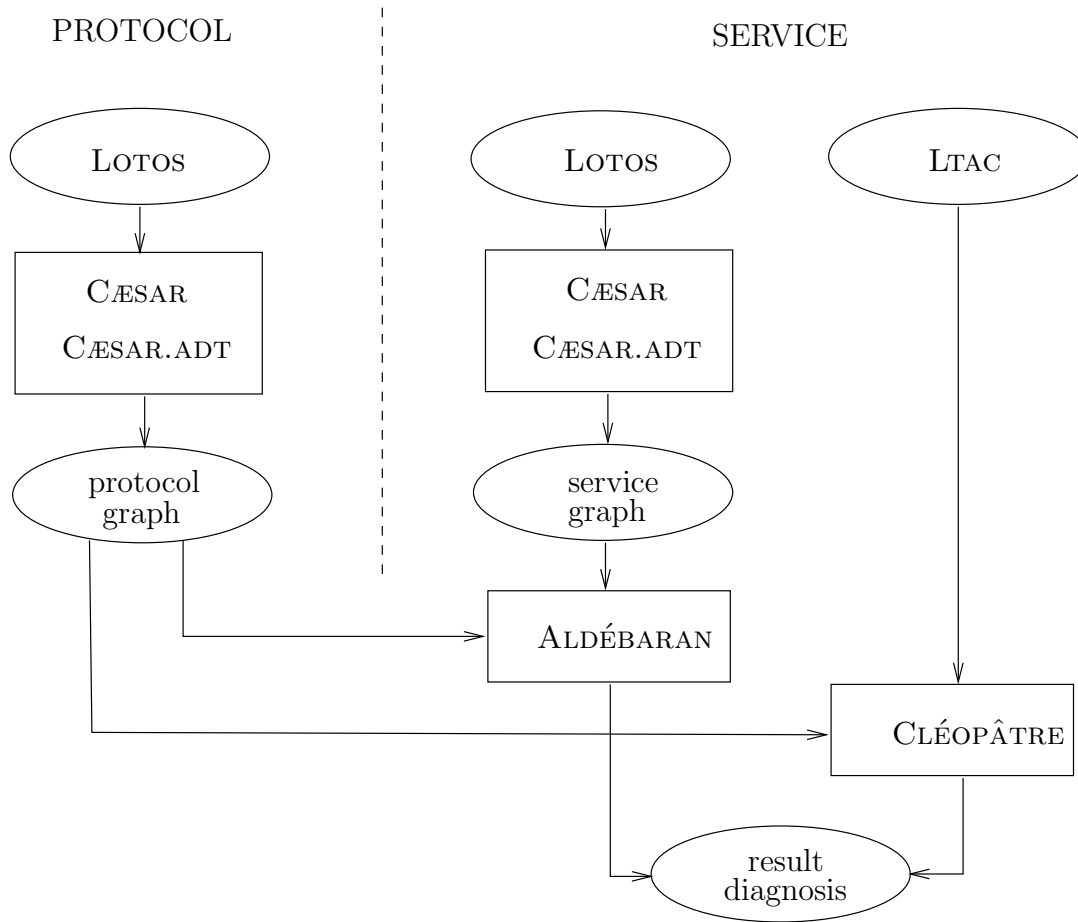 PROTOCOL
SERVICE
LOTOS
LOTOS
LTAC
CÆSAR
CÆSAR.ADT
CÆSAR
CÆSAR.ADT
protocol
graph
service
graph
ALDÉBARAN
CLÉOPÂTRE
result
diagnosis